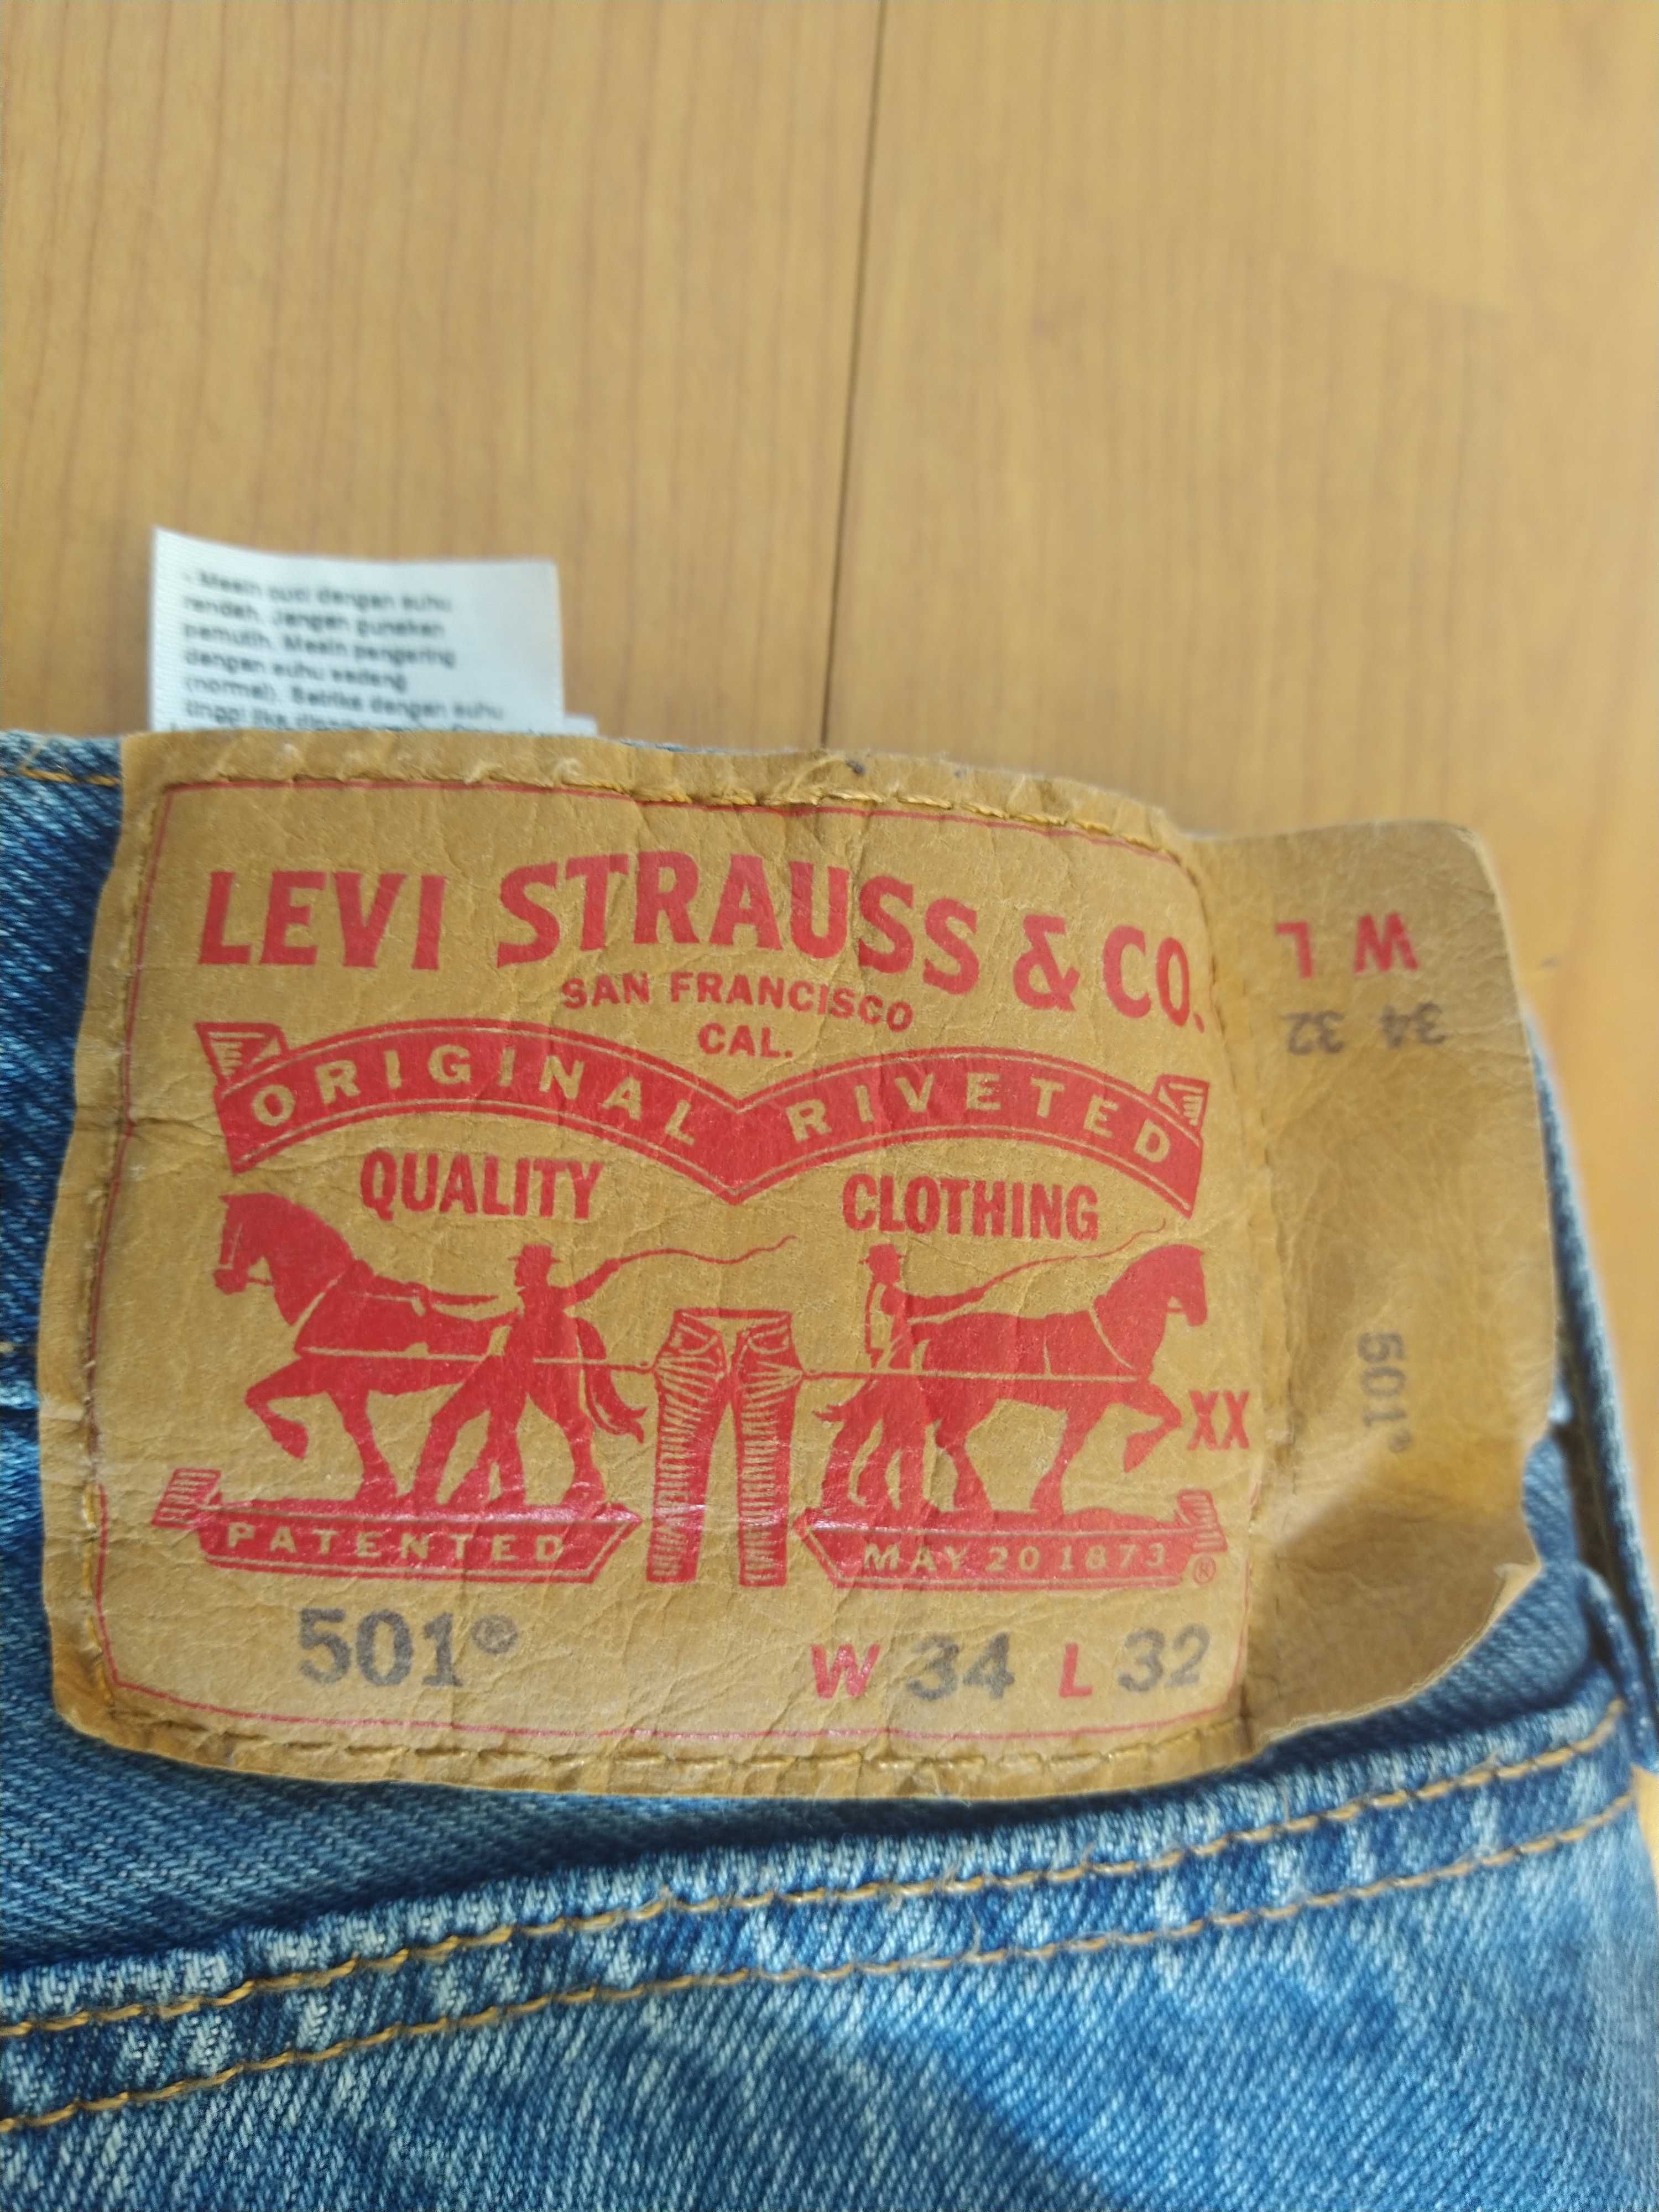 - Mesin cuci dengan suhu
rendah. Jangan gunakan
pemutih. Mesin pengering
dengan suhu sedang
(normal). Setrika dengan suhu
tinggi jika
LEVI STRAUSS & CO.
SAN FRANCISCO
CAL.
ORIGINAL RIVETED
QUALITY CLOTHING
XX
PATENTED MAY 20 1873 ®
501® W 34 L 32
W L
34 32
501®